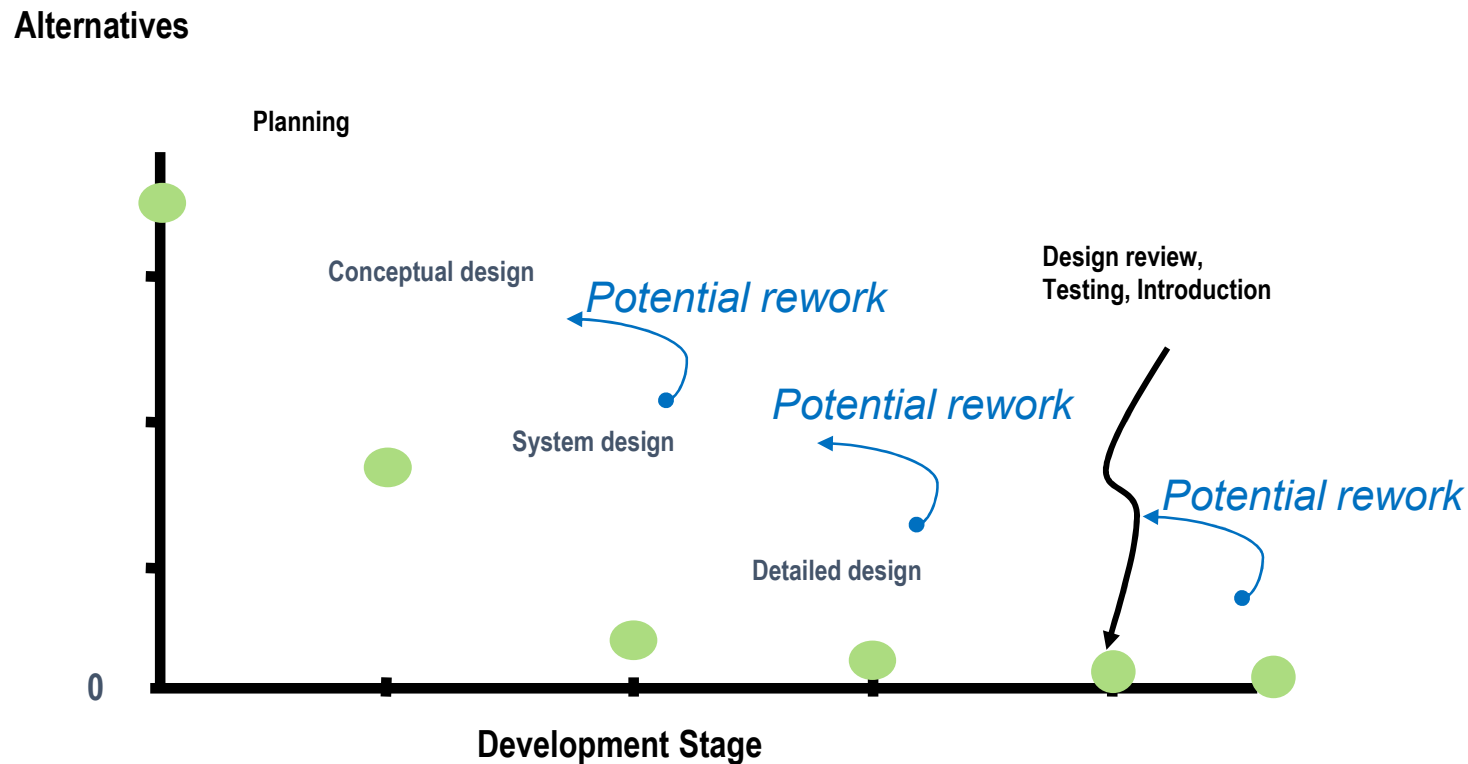 Alternatives
Planning
Conceptual design
Potential rework
Design review,
Testing, Introduction
Potential rework
System design
Potential rework
Detailed design
0
Development Stage